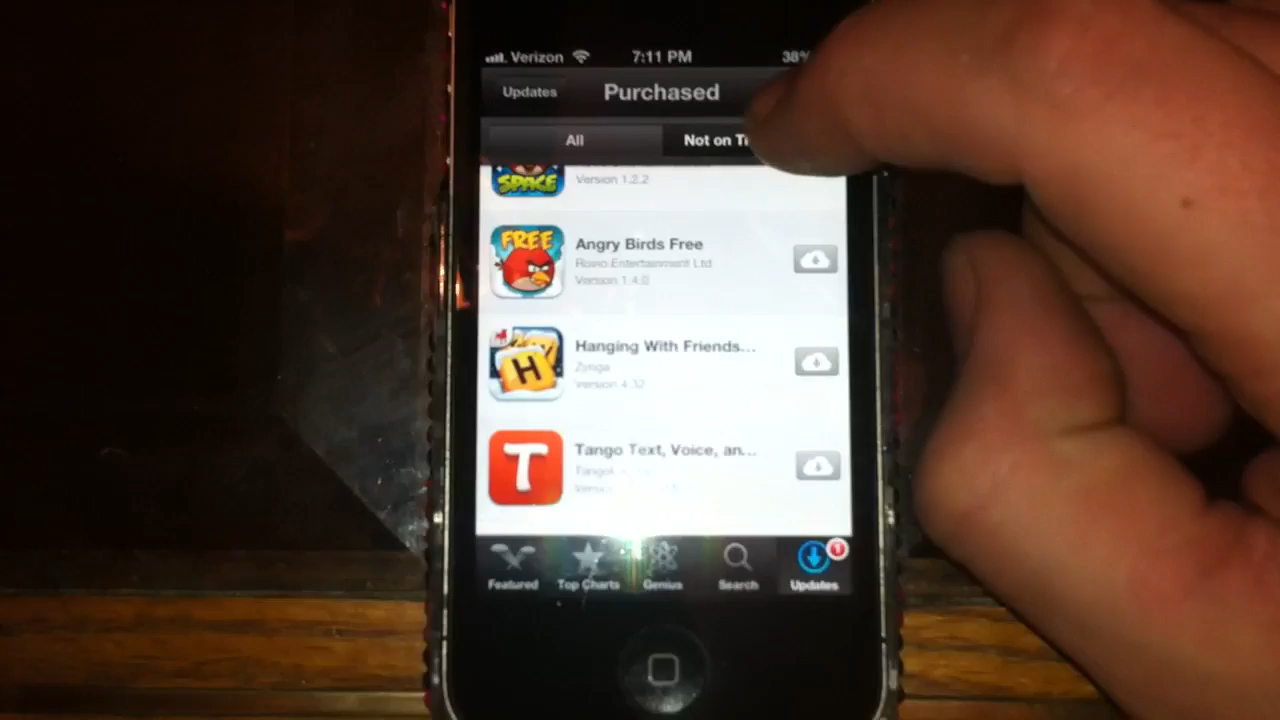 Verizon 7:11 PM 38%
Updates Purchased
All Not on Th
SPACE Version 1.2.2
FREE
Angry Birds Free
Rovio Entertainment Ltd
Version 1.4.0
Hanging With Friends...
Zynga
Version 4.32
H
T
Tango Text, Voice, an...
Version
Featured Top Charts Genius Search Updates